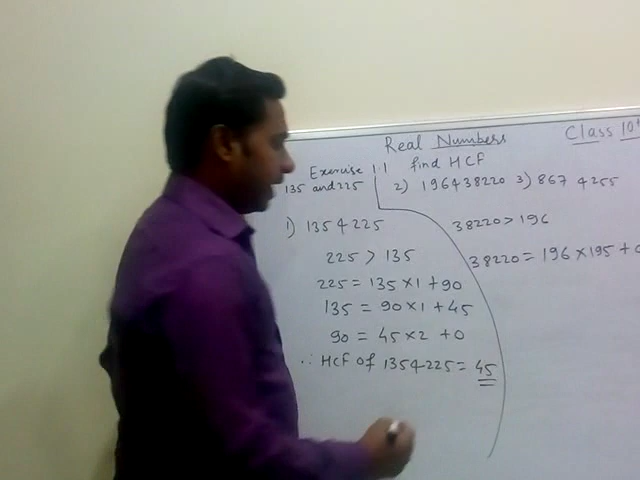 Real Numbers
Class 10th
Exercise 1.1 find HCF
135 and 225 2) 196 & 38220 3) 867 & 255
1) 135 & 225
225 > 135
225 = 135 × 1 + 90
135 = 90 × 1 + 45
90 = 45 × 2 + 0
∴ HCF of 135 & 225 = 45
38220 > 196
38220 = 196 × 195 + 0